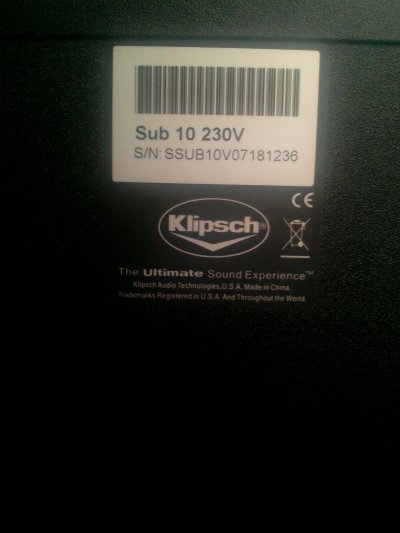 Sub 10 230V
S/N: SSUB10V07181236
CE
Klipsch®
The Ultimate Sound Experience™
Klipsch Audio Technologies, U.S.A. Made in China.
Trademarks Registered in U.S.A. And Throughout the World.